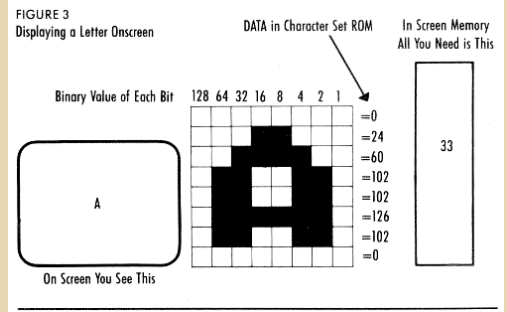 FIGURE 3
Displaying a Letter Onscreen
DATA in Character Set ROM
In Screen Memory
All You Need is This
Binary Value of Each Bit
128 64 32 16 8 4 2 1
=0
=24
=60
=102
=102
=126
=102
=0
33
A
On Screen You See This